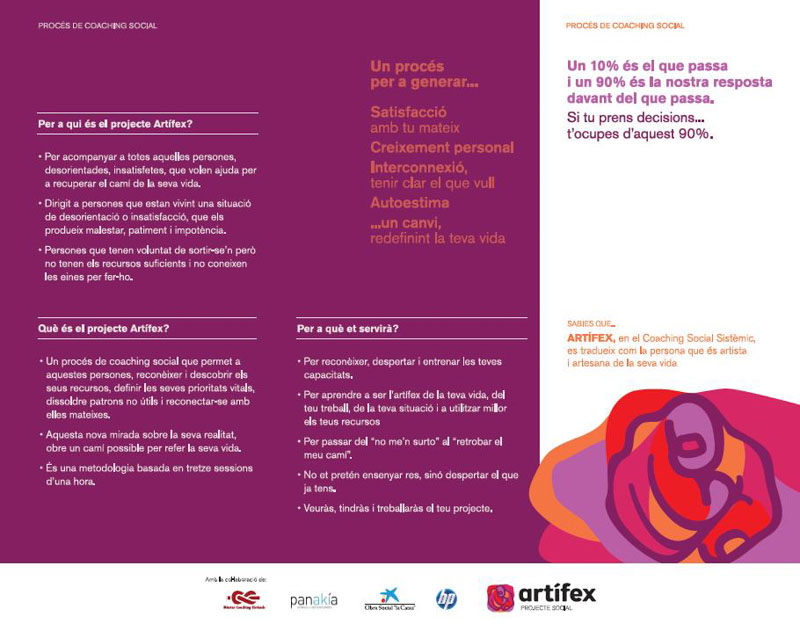 PROCÉS DE COACHING SOCIAL
Per a qui és el projecte Artífex?
• Per acompanyar a totes aquelles persones,
desorientades, insatisfetes, que volen ajuda per
a recuperar el camí de la seva vida.
• Dirigit a persones que estan vivint una situació
de desorientació o insatisfacció, que els
produeix malestar, patiment i impotència.
• Persones que tenen voluntat de sortir-se'n però
no tenen els recursos suficients i no coneixen
les eines per fer-ho.
Un procés
per a generar...
Satisfacció
amb tu mateix
Creixement personal
Interconnexió,
tenir clar el que vull
Autoestima
...un canvi,
redefinint la teva vida
Què és el projecte Artífex?
• Un procés de coaching social que permet a
aquestes persones, reconèixer i descobrir els
seus recursos, definir les seves prioritats vitals,
dissoldre patrons no útils i reconectar-se amb
elles mateixes.
• Aquesta nova mirada sobre la seva realitat,
obre un camí possible per refer la seva vida.
• És una metodologia basada en tretze sessions
d'una hora.
Per a què et servirà?
• Per reconèixer, despertar i entrenar les teves
capacitats.
• Per aprendre a ser l'artífex de la teva vida, del
teu treball, de la teva situació i a utilitzar millor
els teus recursos
• Per passar del "no me'n surto" al "retrobar el
meu camí".
• No et pretén ensenyar res, sinó despertar el que
ja tens.
• Veuràs, tindràs i treballaràs el teu projecte.
PROCÉS DE COACHING SOCIAL
Un 10% és el que passa
i un 90% és la nostra resposta
davant del que passa.
Si tu prens decisions...
t'ocupes d'aquest 90%.
SABIES QUE...
ARTÍFEX, en el Coaching Social Sistèmic,
es tradueix com la persona que és artista
i artesana de la seva vida
Amb la col·laboració de:
panakía
Obra Social "la Caixa"
hp
artífex
PROJECTE SOCIAL